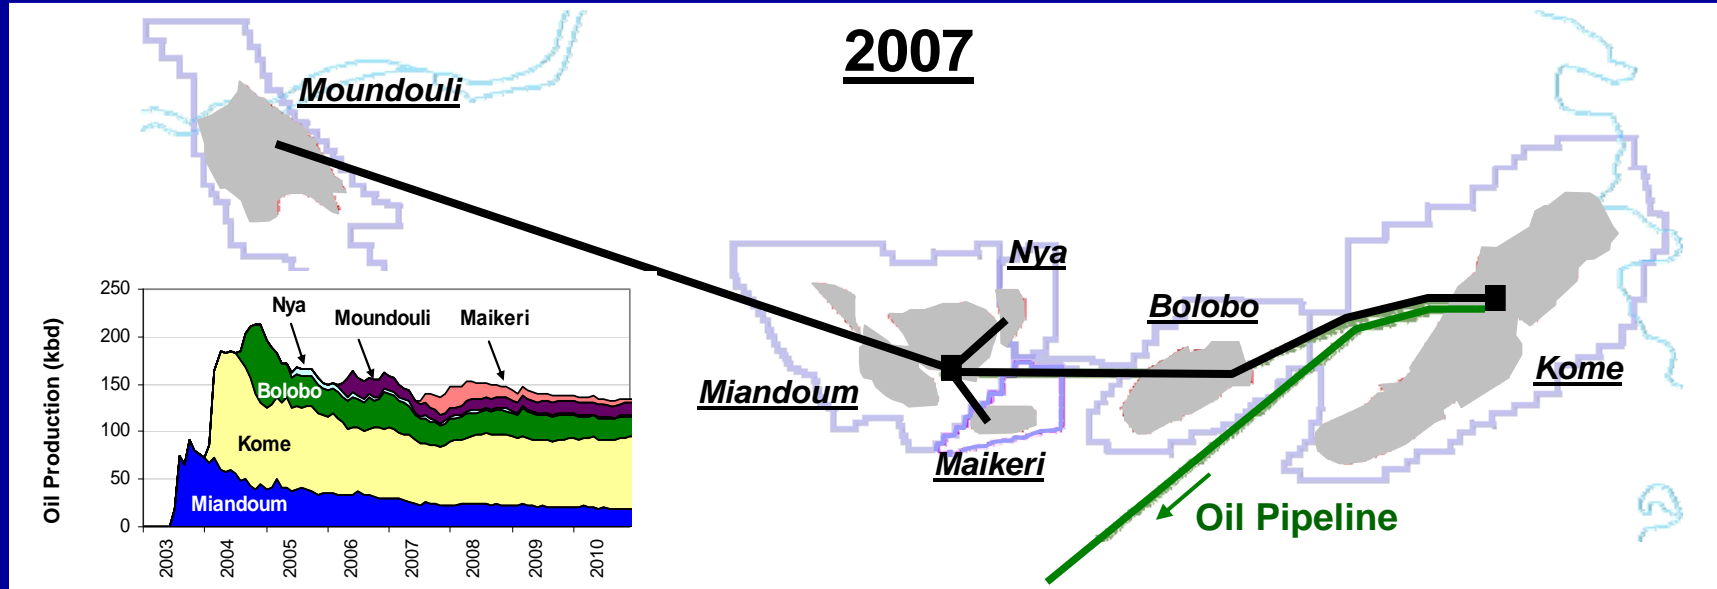 2007
Moundouli
Nya
Bolobo
Kome
Miandoum
Maikeri
Oil Pipeline
Oil Production (kbd)
250
200
150
100
50
0
Nya
Moundouli
Maikeri
Bolobo
Kome
Miandoum
2003
2004
2005
2006
2007
2008
2009
2010